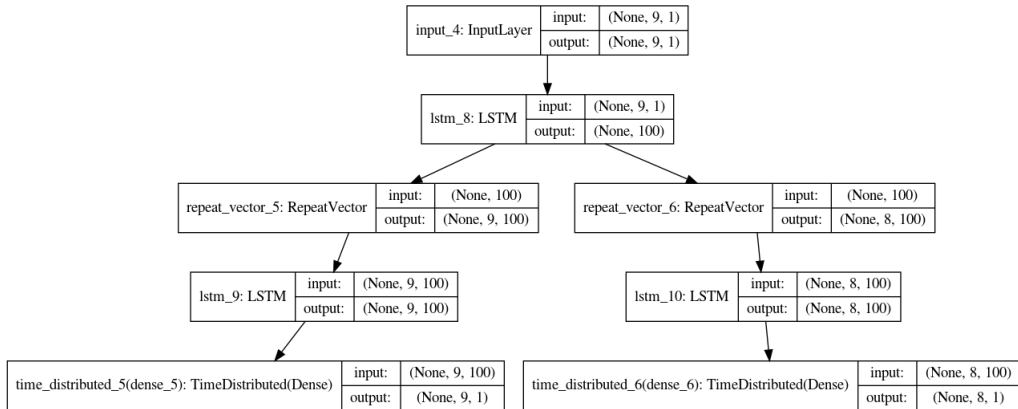 input_4: InputLayer
input: (None, 9, 1)
output: (None, 9, 1)
lstm_8: LSTM
input: (None, 9, 1)
output: (None, 100)
repeat_vector_5: RepeatVector
input: (None, 100)
output: (None, 9, 100)
repeat_vector_6: RepeatVector
input: (None, 100)
output: (None, 8, 100)
lstm_9: LSTM
input: (None, 9, 100)
output: (None, 9, 100)
lstm_10: LSTM
input: (None, 8, 100)
output: (None, 8, 100)
time_distributed_5(dense_5): TimeDistributed(Dense)
input: (None, 9, 100)
output: (None, 9, 1)
time_distributed_6(dense_6): TimeDistributed(Dense)
input: (None, 8, 100)
output: (None, 8, 1)